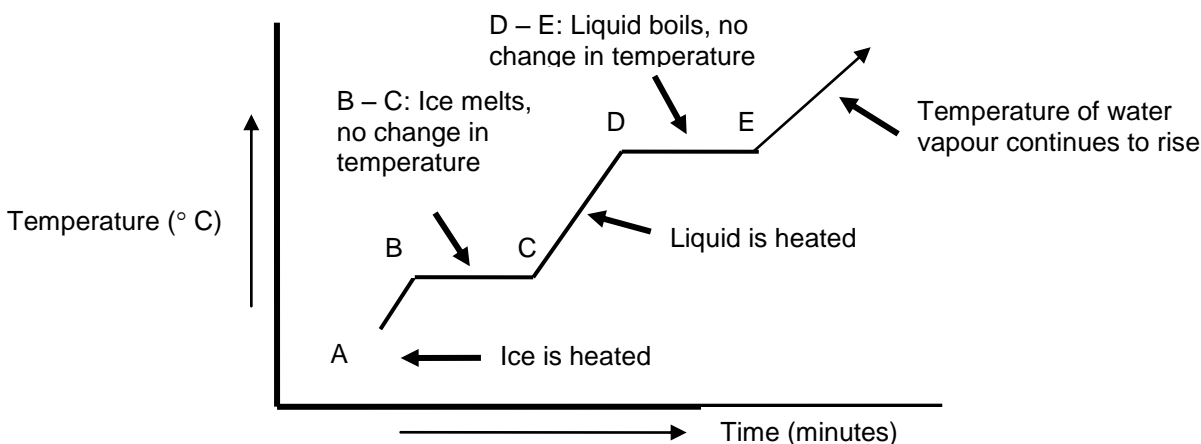 D – E: Liquid boils, no
change in temperature
B – C: Ice melts,
no change in
temperature
D
E
Temperature of water
vapour continues to rise
Temperature (° C)
B
C
Liquid is heated
A
Ice is heated
Time (minutes)